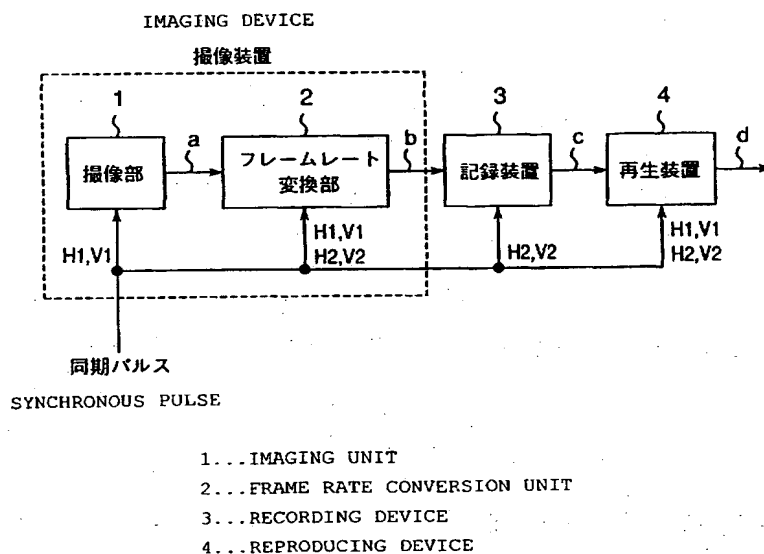 IMAGING DEVICE
撮像装置
1
2
3
4
a
b
c
d
撮像部
フレームレート
変換部
記録装置
再生装置
H1,V1
H1,V1
H2,V2
H2,V2
H1,V1
H2,V2
同期パルス
SYNCHRONOUS PULSE
1...IMAGING UNIT
2...FRAME RATE CONVERSION UNIT
3...RECORDING DEVICE
4...REPRODUCING DEVICE